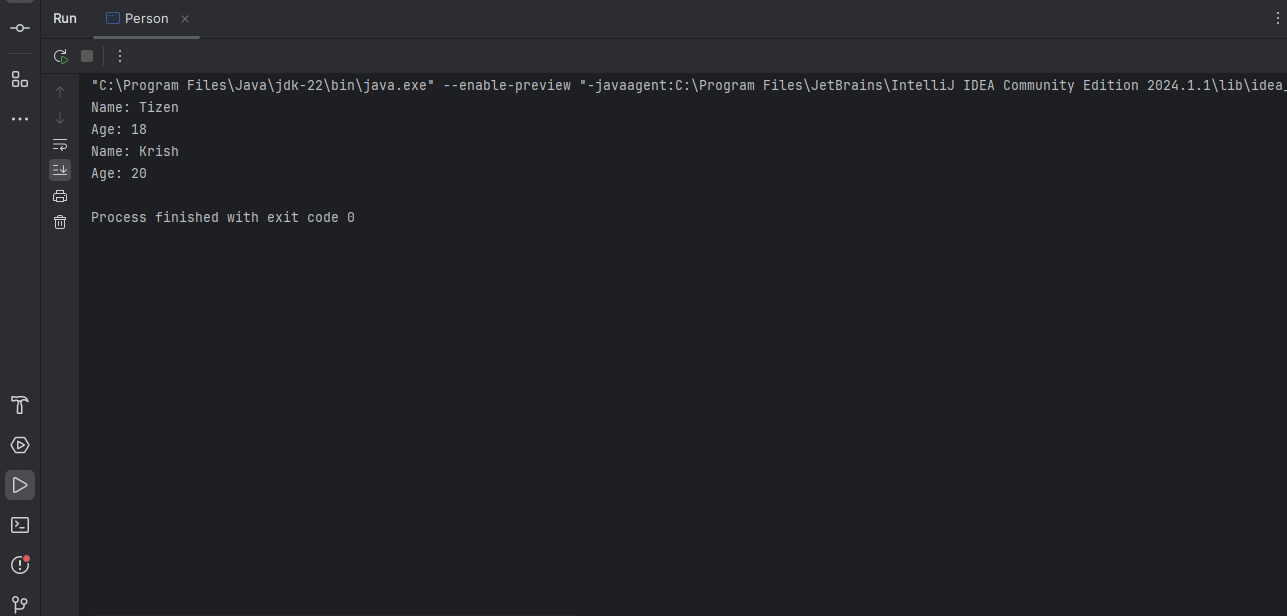 Run Person
"C:\Program Files\Java\jdk-22\bin\java.exe" --enable-preview "-javaagent:C:\Program Files\JetBrains\IntelliJ IDEA Community Edition 2024.1.1\lib\idea_
Name: Tizen
Age: 18
Name: Krish
Age: 20
Process finished with exit code 0